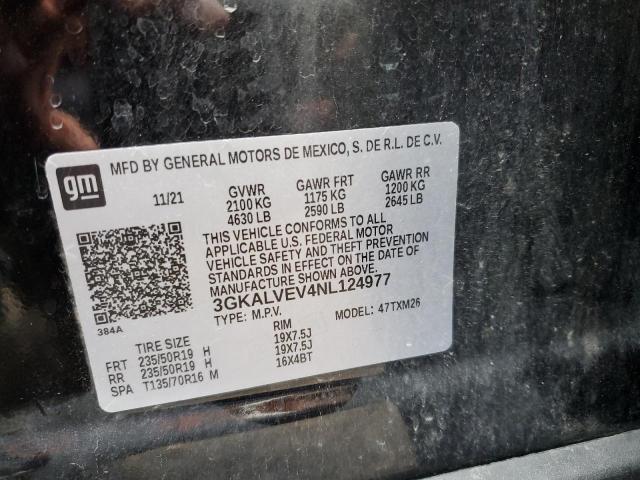 gm
MFD BY GENERAL MOTORS DE MEXICO, S. DE R.L. DE C.V.
11/21 GVWR GAWR FRT GAWR RR
2100 KG 1175 KG 1200 KG
4630 LB 2590 LB 2645 LB
THIS VEHICLE CONFORMS TO ALL
APPLICABLE U.S. FEDERAL MOTOR
VEHICLE SAFETY AND THEFT PREVENTION
STANDARDS IN EFFECT ON THE DATE OF
MANUFACTURE SHOWN ABOVE.
3GKALVEV4NL124977
384A TYPE: M.P.V. MODEL: 47TXM26
TIRE SIZE RIM
FRT 235/50R19 H 19X7.5J
RR 235/50R19 H 19X7.5J
SPA T135/70R16 M 16X4BT